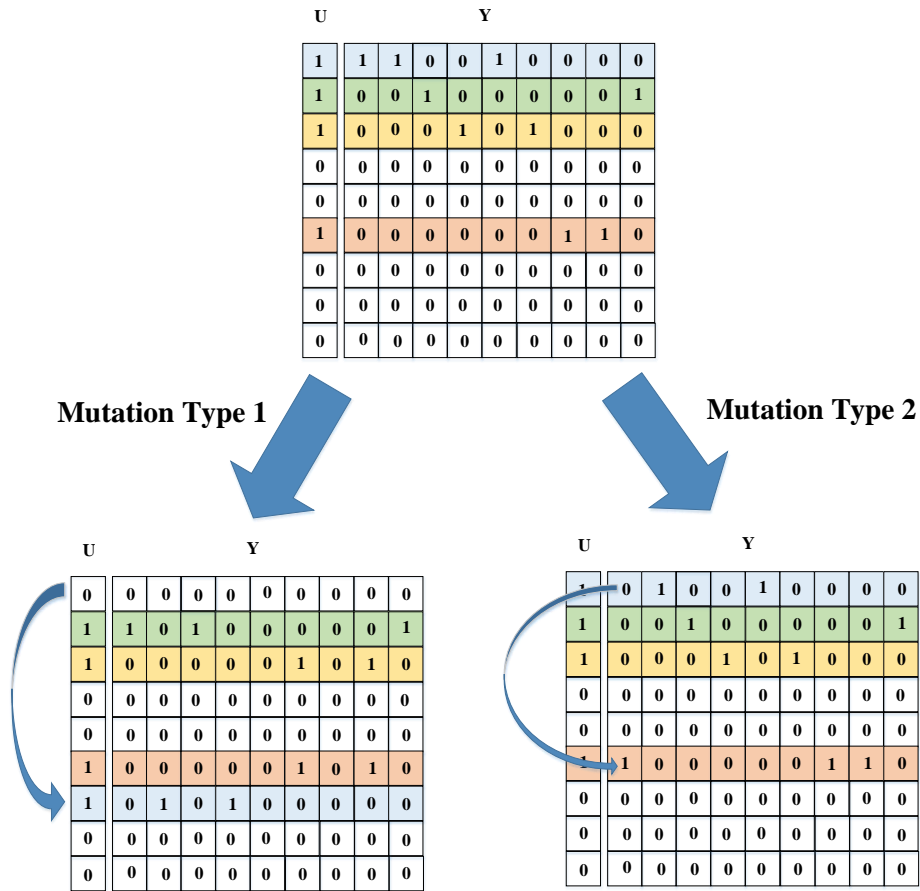 U Y
1 1 1 0 0 1 0 0 0 0
1 0 0 1 0 0 0 0 0 1
1 0 0 0 1 0 1 0 0 0
0 0 0 0 0 0 0 0 0 0
0 0 0 0 0 0 0 0 0 0
1 0 0 0 0 0 0 1 1 0
0 0 0 0 0 0 0 0 0 0
0 0 0 0 0 0 0 0 0 0
0 0 0 0 0 0 0 0 0 0
Mutation Type 1
Mutation Type 2
U Y
0 0 0 0 0 0 0 0 0 0
1 1 0 1 0 0 0 0 0 1
1 0 0 0 0 0 1 0 1 0
0 0 0 0 0 0 0 0 0 0
0 0 0 0 0 0 0 0 0 0
1 0 0 0 0 0 1 0 1 0
1 0 1 0 1 0 0 0 0 0
0 0 0 0 0 0 0 0 0 0
0 0 0 0 0 0 0 0 0 0
U Y
1 0 1 0 0 1 0 0 0 0
1 0 0 1 0 0 0 0 0 1
1 0 0 0 1 0 1 0 0 0
0 0 0 0 0 0 0 0 0 0
0 0 0 0 0 0 0 0 0 0
1 1 0 0 0 0 0 1 1 0
0 0 0 0 0 0 0 0 0 0
0 0 0 0 0 0 0 0 0 0
0 0 0 0 0 0 0 0 0 0